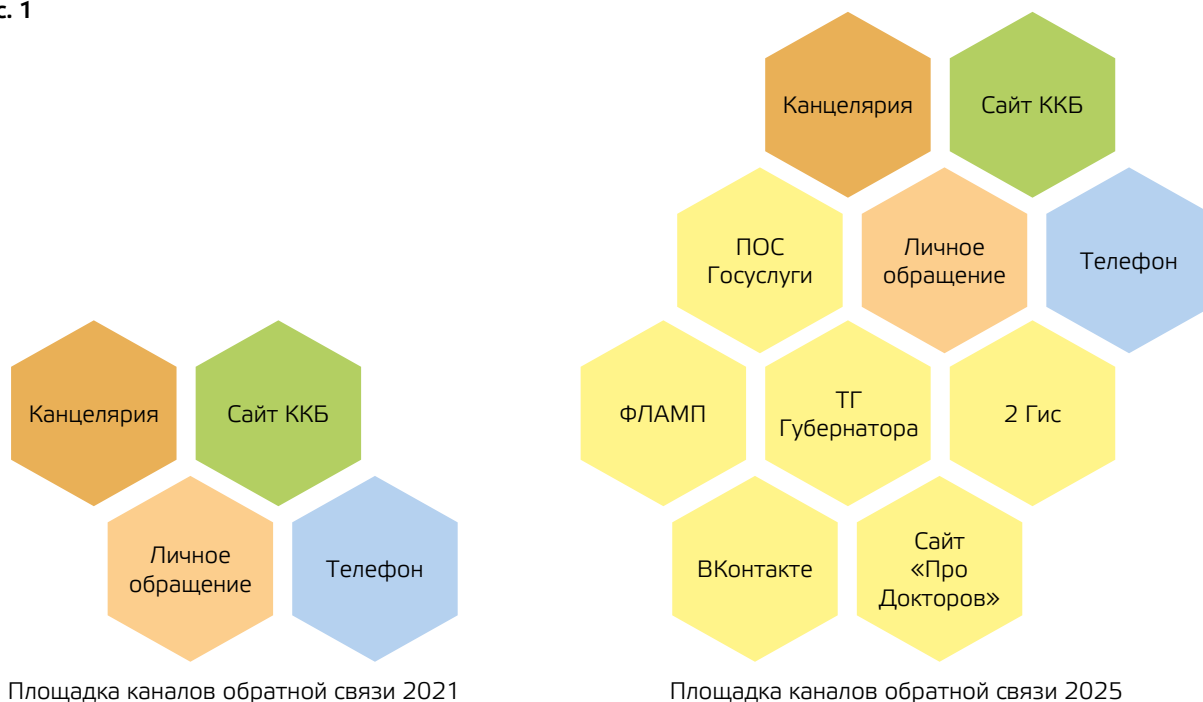 с. 1
Канцелярия
Сайт ККБ
Личное
обращение
Телефон
Площадка каналов обратной связи 2021
Канцелярия
Сайт ККБ
ПОС
Госуслуги
Личное
обращение
Телефон
ФЛАМП
ТГ
Губернатора
2 Гис
ВКонтакте
Сайт
«Про
Докторов»
Площадка каналов обратной связи 2025